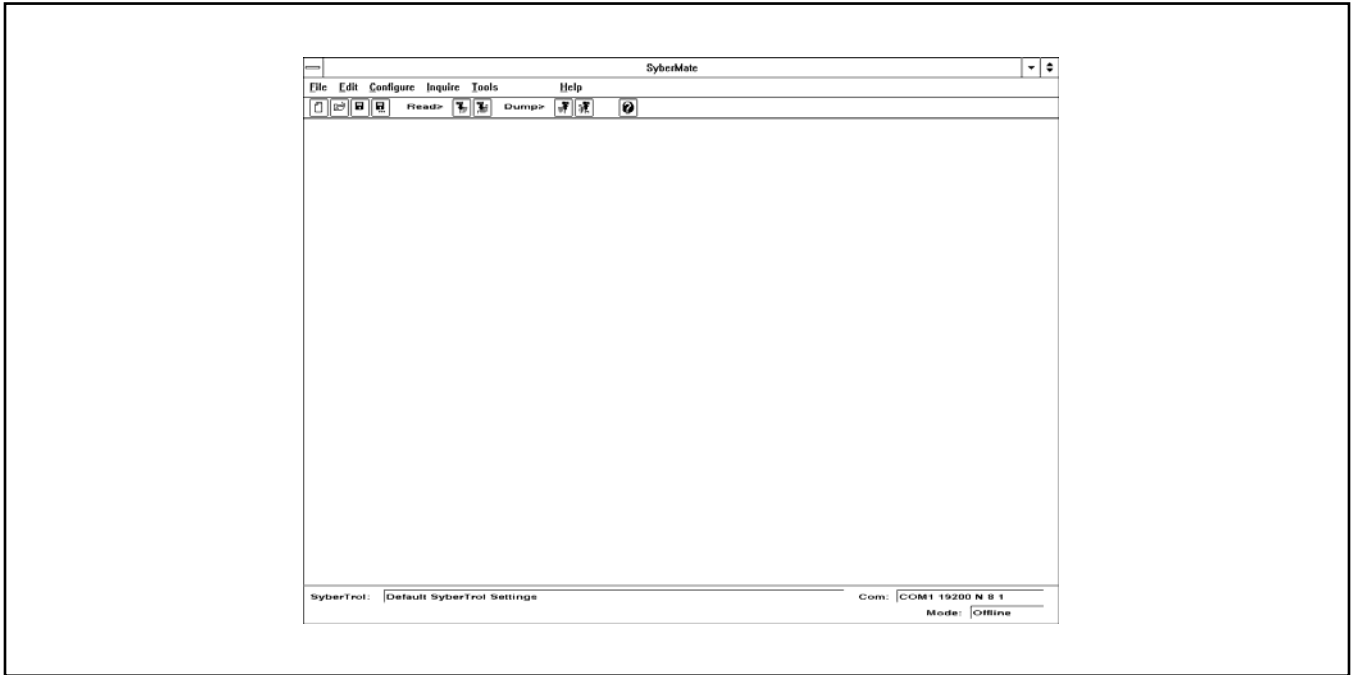 SyberMate
File Edit Configure Inquire Tools Help
Read> Dump>
SyberTrol: Default SyberTrol Settings Com: COM1 19200 N 8 1
Mode: Offline